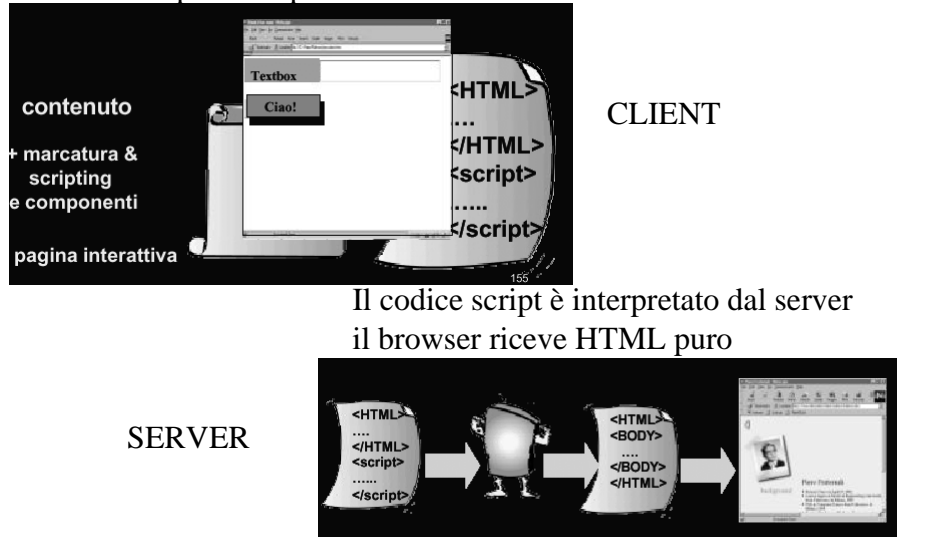 Textbox
Ciao!
contenuto
+ marcatura &
scripting
e componenti
pagina interattiva
<HTML>
....
</HTML>
<script>
......
</script>
155
CLIENT
Il codice script è interpretato dal server
il browser riceve HTML puro
SERVER
<HTML>
....
</HTML>
<script>
......
</script>
<HTML>
<BODY>
....
</BODY>
</HTML>
Background